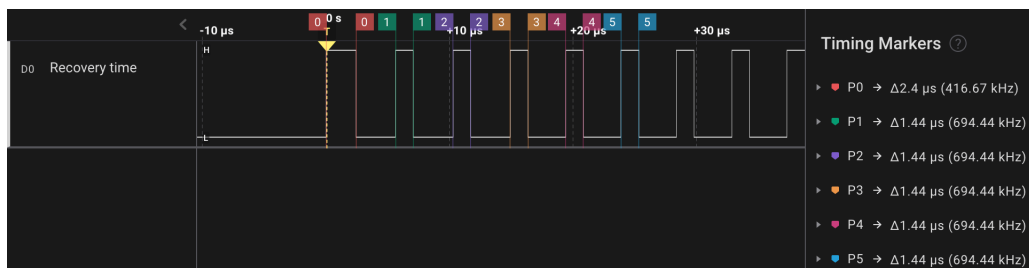 0 0 s 0 1 1 2 2 3 3 4 4 5 5
-10 µs T +10 µs +20 µs +30 µs
D0 Recovery time
H
L
Timing Markers ?
P0 → Δ2.4 µs (416.67 kHz)
P1 → Δ1.44 µs (694.44 kHz)
P2 → Δ1.44 µs (694.44 kHz)
P3 → Δ1.44 µs (694.44 kHz)
P4 → Δ1.44 µs (694.44 kHz)
P5 → Δ1.44 µs (694.44 kHz)